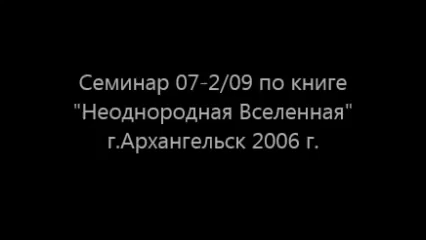 Семинар 07-2/09 по книге
"Неоднородная Вселенная"
г.Архангельск 2006 г.